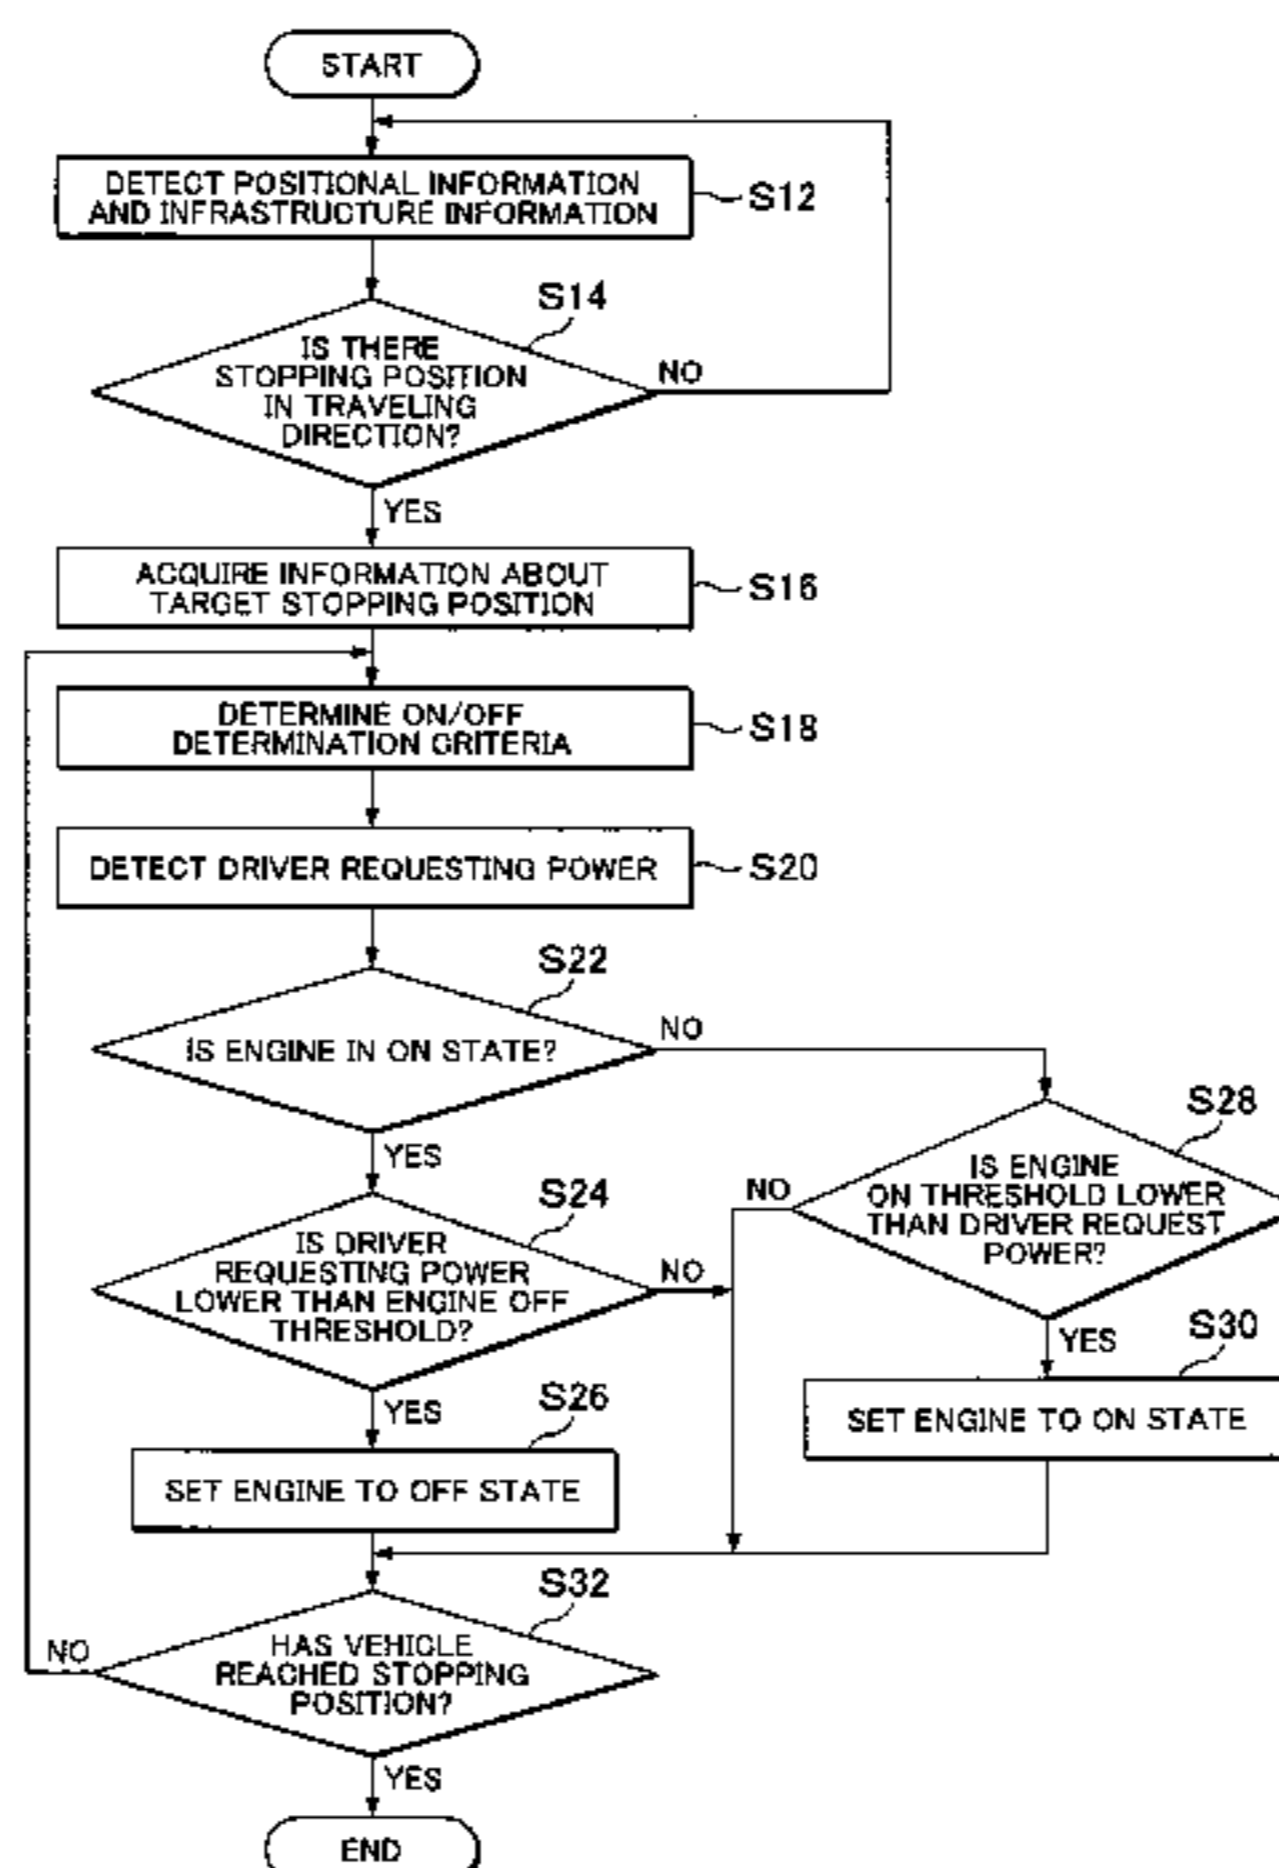 START
DETECT POSITIONAL INFORMATION
AND INFRASTRUCTURE INFORMATION
S12
S14
IS THERE
STOPPING POSITION
IN TRAVELING
DIRECTION?
NO
YES
ACQUIRE INFORMATION ABOUT
TARGET STOPPING POSITION
S16
DETERMINE ON/OFF
DETERMINATION CRITERIA
S18
DETECT DRIVER REQUESTING POWER
S20
S22
IS ENGINE IN ON STATE?
NO
YES
S28
IS ENGINE
ON THRESHOLD LOWER
THAN DRIVER REQUEST
POWER?
NO
YES
S24
IS DRIVER
REQUESTING POWER
LOWER THAN ENGINE OFF
THRESHOLD?
NO
YES
S30
SET ENGINE TO ON STATE
S26
SET ENGINE TO OFF STATE
S32
HAS VEHICLE
REACHED STOPPING
POSITION?
NO
YES
END